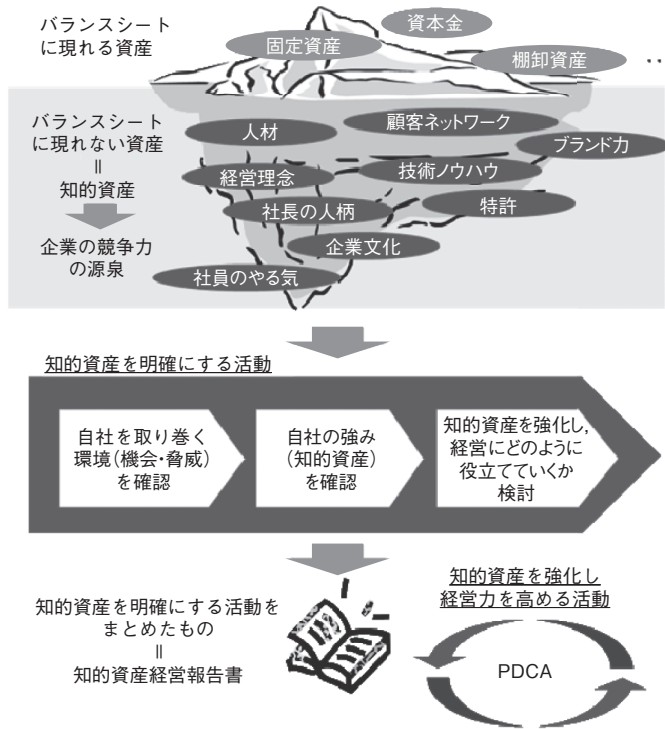 バランスシート
に現れる資産
資本金
固定資産
棚卸資産
‥
バランスシート
に現れない資産
‖
知的資産
企業の競争力
の源泉
人材
顧客ネットワーク
ブランド力
経営理念
技術ノウハウ
社長の人柄
特許
企業文化
社員のやる気
知的資産を明確にする活動
自社を取り巻く
環境(機会・脅威)
を確認
自社の強み
(知的資産)
を確認
知的資産を強化し,
経営にどのように
役立てていくか
検討
知的資産を明確にする活動を
まとめたもの
‖
知的資産経営報告書
知的資産を強化し
経営力を高める活動
PDCA